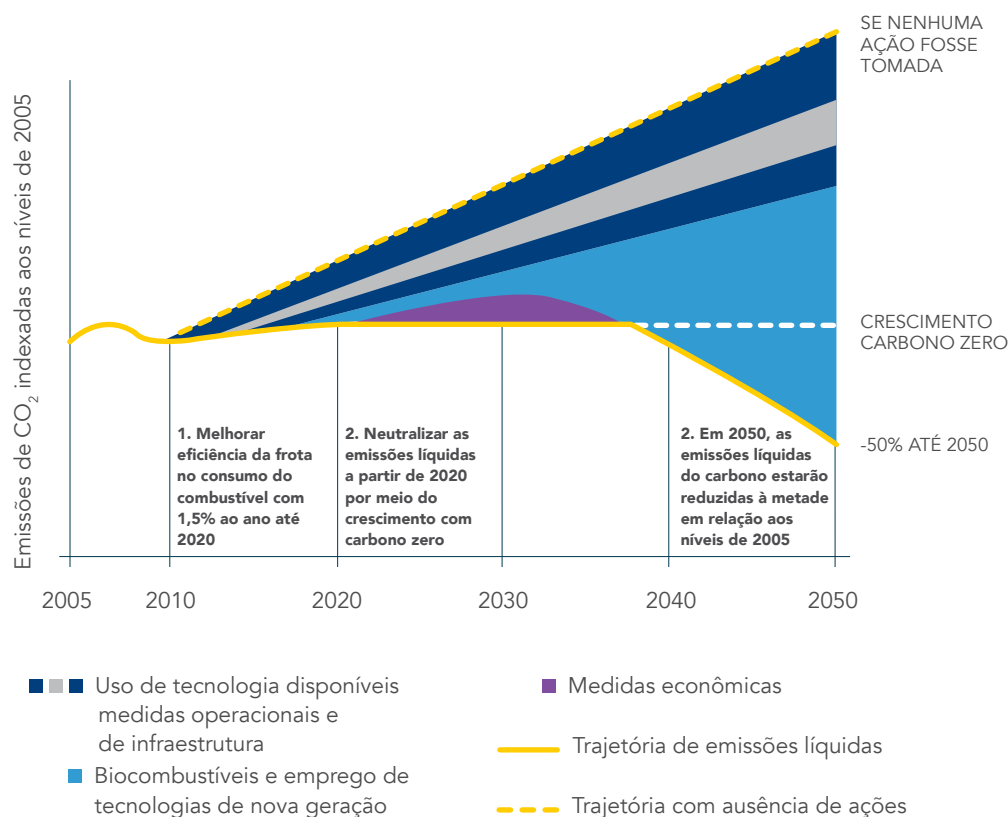 SE NENHUMA
AÇÃO FOSSE
TOMADA
Emissões de CO₂ indexadas aos níveis de 2005
CRESCIMENTO
CARBONO ZERO
-50% ATÉ 2050
1. Melhorar
eficiência da frota
no consumo do
combustível com
1,5% ao ano até
2020
2. Neutralizar as
emissões líquidas
a partir de 2020
por meio do
crescimento com
carbono zero
2. Em 2050, as
emissões líquidas
do carbono estarão
reduzidas à metade
em relação aos
níveis de 2005
2005 2010 2020 2030 2040 2050
Uso de tecnologia disponíveis
medidas operacionais e
de infraestrutura
Biocombustíveis e emprego de
tecnologias de nova geração
Medidas econômicas
Trajetória de emissões líquidas
Trajetória com ausência de ações